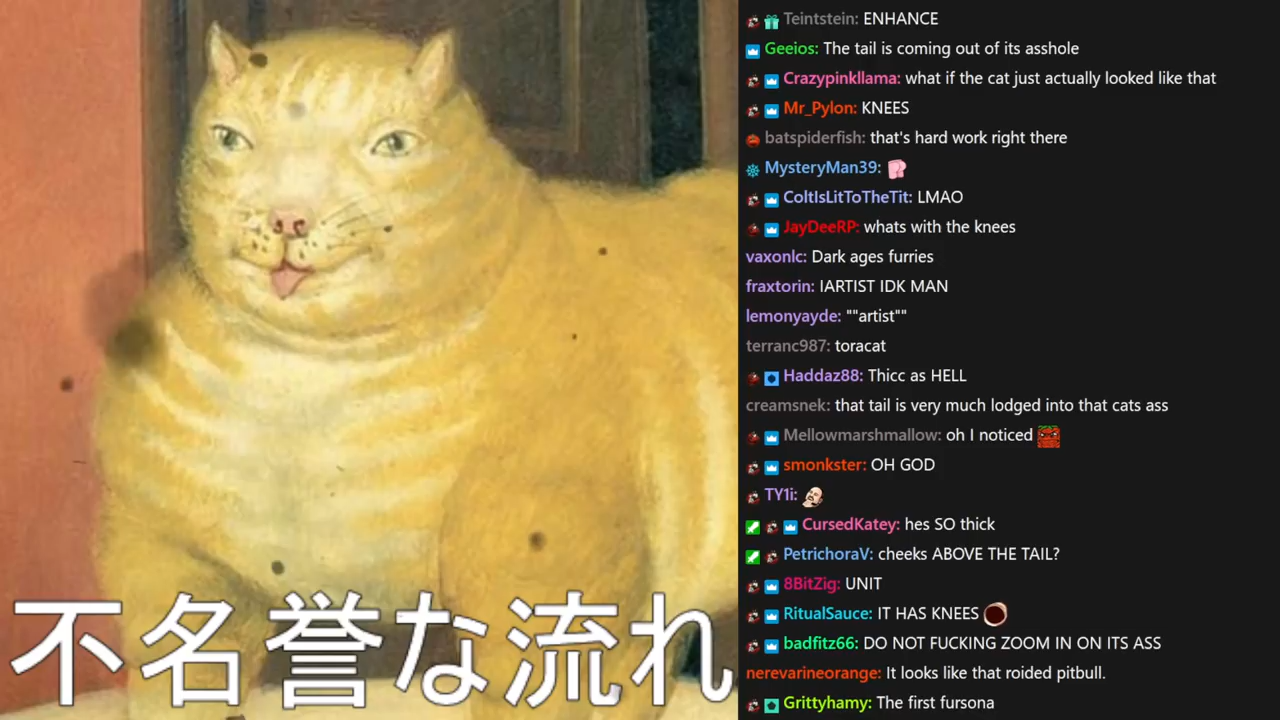 Teintstein: ENHANCE
Geeios: The tail is coming out of its asshole
Crazypinkllama: what if the cat just actually looked like that
Mr_Pylon: KNEES
batspiderfish: that's hard work right there
MysteryMan39:
ColtIsLitToTheTit: LMAO
JayDeeRP: whats with the knees
vaxonlc: Dark ages furries
fraxtorin: IARTIST IDK MAN
lemonyayde: ""artist""
terranc987: toracat
Haddaz88: Thicc as HELL
creamsnek: that tail is very much lodged into that cats ass
Mellowmarshmallow: oh I noticed
smonkster: OH GOD
TY1i:
CursedKatey: hes SO thick
PetrichoraV: cheeks ABOVE THE TAIL?
8BitZig: UNIT
RitualSauce: IT HAS KNEES
badfitz66: DO NOT FUCKING ZOOM IN ON ITS ASS
nerevarineorange: It looks like that roided pitbull.
Grittyhamy: The first fursona
不名誉な流れ